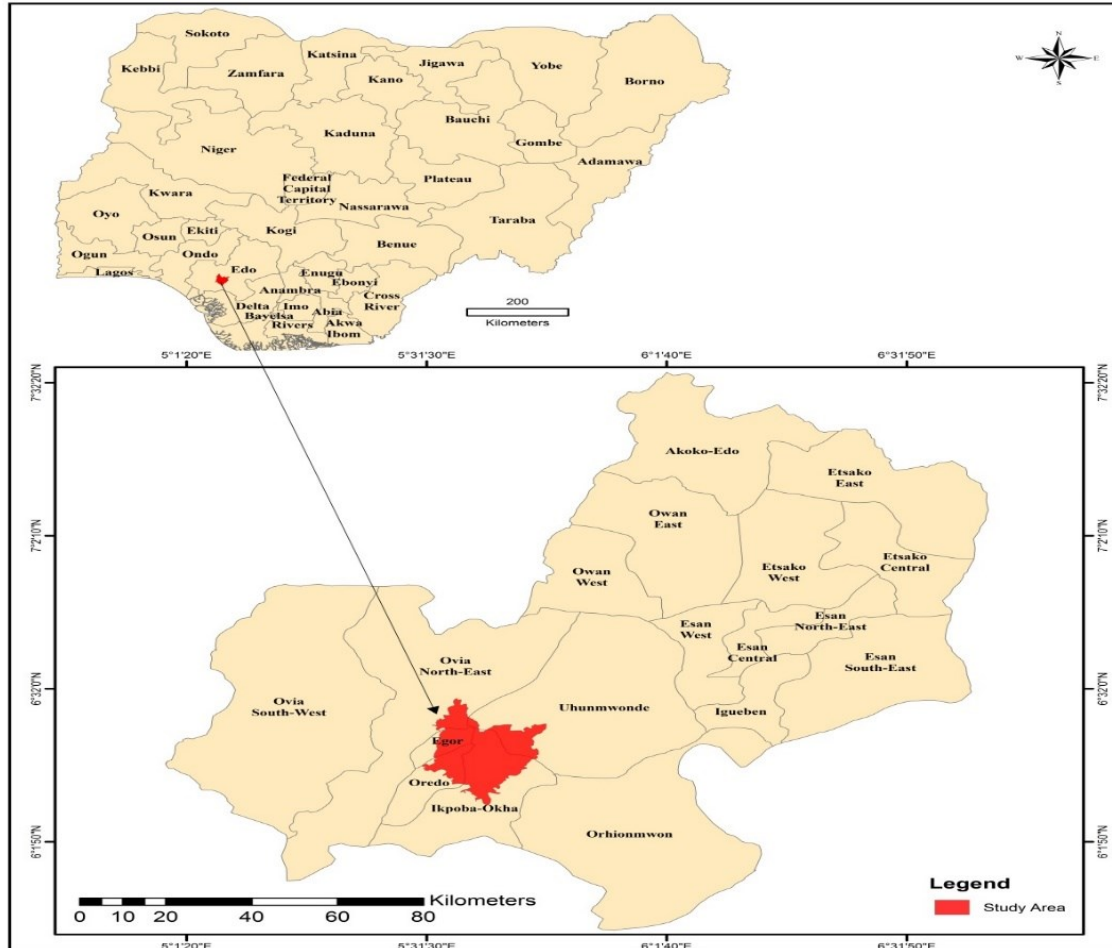 Sokoto
Katsina
Jigawa
Yobe
Kebbi
Zamfara
Kano
Borno
Bauchi
Kaduna
Gombe
Niger
Adamawa
Federal
Capital
Territory
Plateau
Kwara
Nassarawa
Oyo
Taraba
Osun
Ekiti
Kogi
Benue
Ogun
Ondo
Lagos
Edo
Enugu
Ebonyi
Anambra
Cross
River
Delta
Imo
Abia
Bayelsa
Rivers
Akwa
Ibom
N
W
E
S
200
Kilometers
5°1'20"E
5°31'30"E
6°1'40"E
6°31'50"E
7°32'20"N
7°32'20"N
Akoko-Edo
Etsako
East
Owan
East
7°2'10"N
7°2'10"N
Etsako
Central
Owan
West
Etsako
West
Esan
West
Esan
North-East
Esan
Central
Esan
South-East
Ovia
North-East
6°32'0"N
6°32'0"N
Ovia
South-West
Uhunmwonde
Igueben
Egor
Oredo
Ikpoba-Okha
Orhionmwon
6°1'50"N
6°1'50"N
Kilometers
0 5 10 20 40 60 80
Legend
Study Area
5°1'20"E
5°31'30"E
6°1'40"E
6°31'50"E